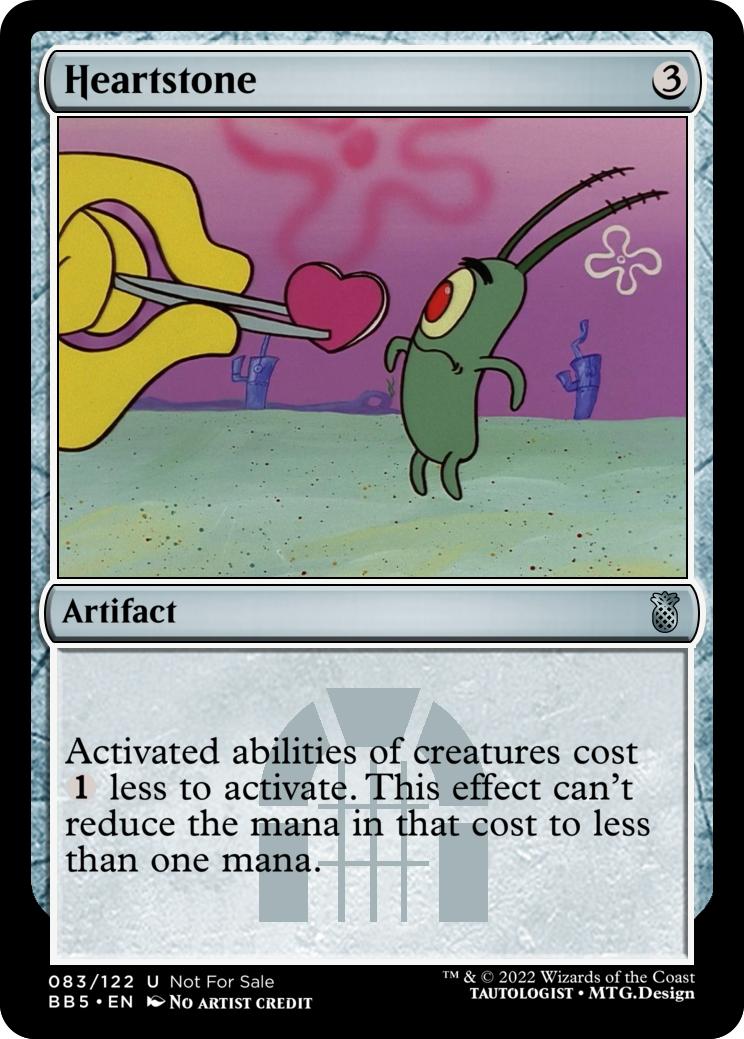 Heartstone
3
Artifact
Activated abilities of creatures cost
1 less to activate. This effect can't
reduce the mana in that cost to less
than one mana.
083/122 U Not For Sale
BB5 • EN No artist credit
™ & © 2022 Wizards of the Coast
TAUTOLOGIST • MTG.Design